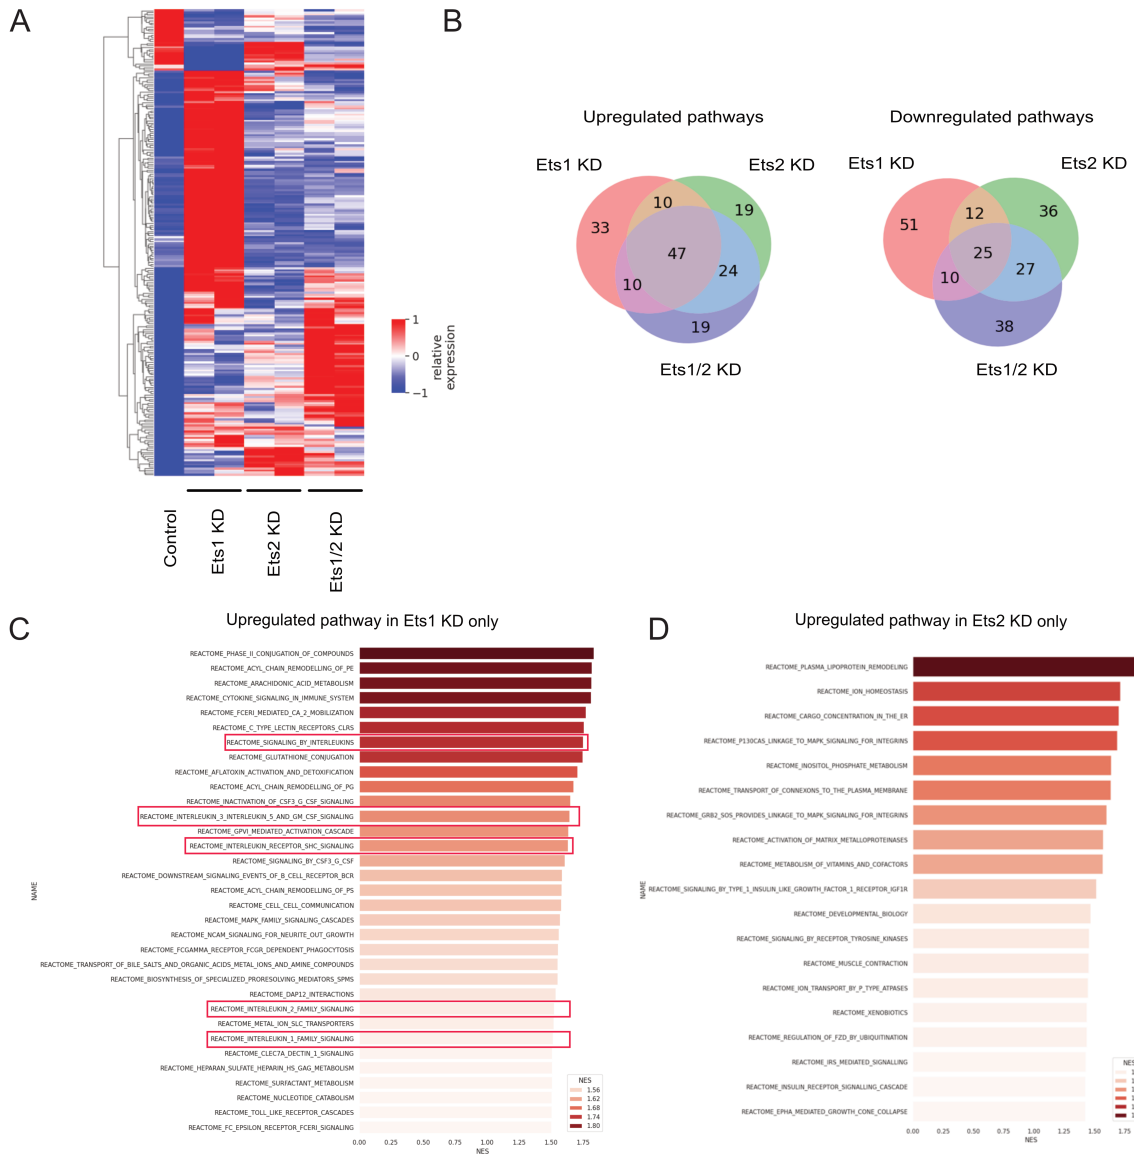 A
B
Upregulated pathways
Downregulated pathways
Ets1 KD
Ets2 KD
33
10
19
47
10
24
19
Ets1/2 KD
Ets1 KD
Ets2 KD
51
12
36
25
10
27
38
Ets1/2 KD
1
0
−1
relative
expression
Control
Ets1 KD
Ets2 KD
Ets1/2 KD
C
Upregulated pathway in Ets1 KD only
REACTOME_PHASE_II_CONJUGATION_OF_COMPOUNDS
REACTOME_ACYL_CHAIN_REMODELLING_OF_PE
REACTOME_ARACHIDONIC_ACID_METABOLISM
REACTOME_CYTOKINE_SIGNALING_IN_IMMUNE_SYSTEM
REACTOME_FCERI_MEDIATED_CA_2_MOBILIZATION
REACTOME_C_TYPE_LECTIN_RECEPTORS_CLRS
REACTOME_SIGNALING_BY_INTERLEUKINS
REACTOME_GLUTATHIONE_CONJUGATION
REACTOME_AFLATOXIN_ACTIVATION_AND_DETOXIFICATION
REACTOME_ACYL_CHAIN_REMODELLING_OF_PG
REACTOME_INACTIVATION_OF_CSF3_G_CSF_SIGNALING
REACTOME_INTERLEUKIN_3_INTERLEUKIN_5_AND_GM_CSF_SIGNALING
REACTOME_GPVI_MEDIATED_ACTIVATION_CASCADE
REACTOME_INTERLEUKIN_RECEPTOR_SHC_SIGNALING
REACTOME_SIGNALING_BY_CSF3_G_CSF
REACTOME_DOWNSTREAM_SIGNALING_EVENTS_OF_B_CELL_RECEPTOR_BCR
REACTOME_ACYL_CHAIN_REMODELLING_OF_PS
REACTOME_CELL_CELL_COMMUNICATION
REACTOME_MAPK_FAMILY_SIGNALING_CASCADES
REACTOME_NCAM_SIGNALING_FOR_NEURITE_OUT_GROWTH
REACTOME_FCGAMMA_RECEPTOR_FCGR_DEPENDENT_PHAGOCYTOSIS
REACTOME_TRANSPORT_OF_BILE_SALTS_AND_ORGANIC_ACIDS_METAL_IONS_AND_AMINE_COMPOUNDS
REACTOME_BIOSYNTHESIS_OF_SPECIALIZED_PRORESOLVING_MEDIATORS_SPMS
REACTOME_DAP12_INTERACTIONS
REACTOME_INTERLEUKIN_2_FAMILY_SIGNALING
REACTOME_METAL_ION_SLC_TRANSPORTERS
REACTOME_INTERLEUKIN_1_FAMILY_SIGNALING
REACTOME_CLEC7A_DECTIN_1_SIGNALING
REACTOME_HEPARAN_SULFATE_HEPARIN_HS_GAG_METABOLISM
REACTOME_SURFACTANT_METABOLISM
REACTOME_NUCLEOTIDE_CATABOLISM
REACTOME_TOLL_LIKE_RECEPTOR_CASCADES
REACTOME_FC_EPSILON_RECEPTOR_FCERI_SIGNALING
NAME
NES
1.56
1.62
1.68
1.74
1.80
0.00 0.25 0.50 0.75 1.00 1.25 1.50 1.75
NES
D
Upregulated pathway in Ets2 KD only
REACTOME_PLASMA_LIPOPROTEIN_REMODELING
REACTOME_ION_HOMEOSTASIS
REACTOME_CARGO_CONCENTRATION_IN_THE_ER
REACTOME_P130CAS_LINKAGE_TO_MAPK_SIGNALING_FOR_INTEGRINS
REACTOME_INOSITOL_PHOSPHATE_METABOLISM
REACTOME_TRANSPORT_OF_CONNEXONS_TO_THE_PLASMA_MEMBRANE
REACTOME_GRB2_SOS_PROVIDES_LINKAGE_TO_MAPK_SIGNALING_FOR_INTEGRINS
REACTOME_ACTIVATION_OF_MATRIX_METALLOPROTEINASES
REACTOME_METABOLISM_OF_VITAMINS_AND_COFACTORS
REACTOME_SIGNALING_BY_TYPE_1_INSULIN_LIKE_GROWTH_FACTOR_1_RECEPTOR_IGF1R
REACTOME_DEVELOPMENTAL_BIOLOGY
REACTOME_SIGNALING_BY_RECEPTOR_TYROSINE_KINASES
REACTOME_MUSCLE_CONTRACTION
REACTOME_ION_TRANSPORT_BY_P_TYPE_ATPASES
REACTOME_XENOBIOTICS
REACTOME_REGULATION_OF_FZD_BY_UBIQUITINATION
REACTOME_IRS_MEDIATED_SIGNALLING
REACTOME_INSULIN_RECEPTOR_SIGNALLING_CASCADE
REACTOME_EPHA_MEDIATED_GROWTH_CONE_COLLAPSE
NAME
NES
0.00 0.25 0.50 0.75 1.00 1.25 1.50 1.75
NES